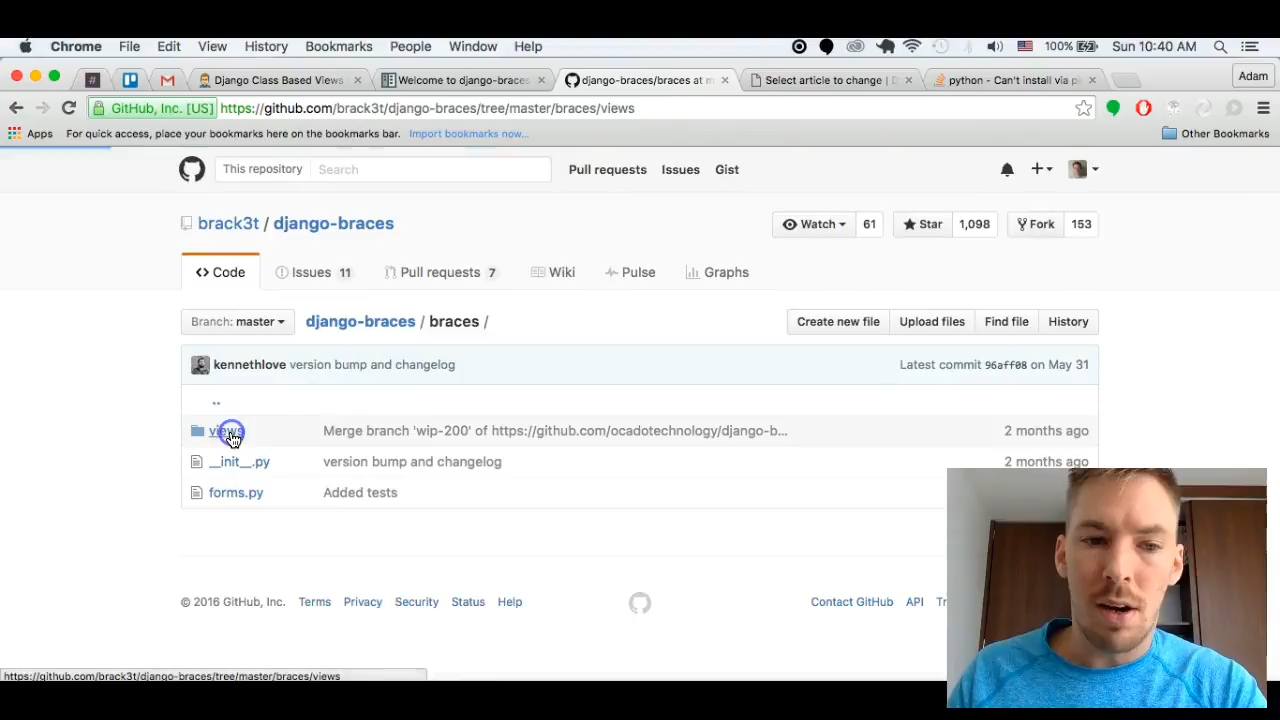 Chrome File Edit View History Bookmarks People Window Help 100% Sun 10:40 AM
Django Class Based Views Welcome to django-braces django-braces/braces at m Select article to change | D python - Can't install via p Adam
GitHub, Inc. [US] https://github.com/brack3t/django-braces/tree/master/braces/views
Apps For quick access, place your bookmarks here on the bookmarks bar. Import bookmarks now... Other Bookmarks
This repository Search Pull requests Issues Gist
brack3t / django-braces Watch 61 Star 1,098 Fork 153
Code Issues 11 Pull requests 7 Wiki Pulse Graphs
Branch: master django-braces / braces / Create new file Upload files Find file History
kennethlove version bump and changelog Latest commit 96aff08 on May 31
..
views Merge branch 'wip-200' of https://github.com/ocadotechnology/django-b... 2 months ago
__init__.py version bump and changelog 2 months ago
forms.py Added tests
© 2016 GitHub, Inc. Terms Privacy Security Status Help Contact GitHub API
https://github.com/brack3t/django-braces/tree/master/braces/views